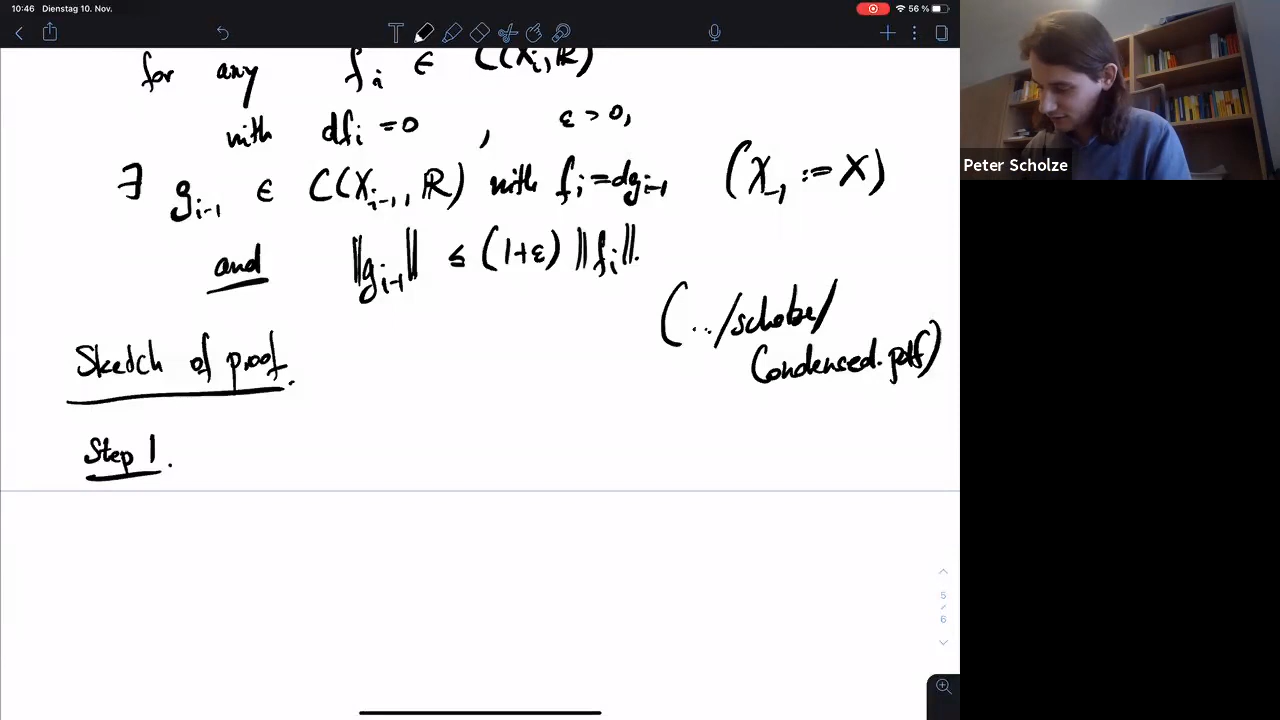 10:46 Dienstag 10. Nov.
56 %
for any f_i ∈ C(X_i, ℝ)
with df_i = 0 , ε > 0,
∃ g_{i-1} ∈ C(X_{i-1}, ℝ) with f_i = dg_{i-1} (X_{-1} := X)
and ‖g_{i-1}‖ ≤ (1+ε) ‖f_i‖.
(../scholze/
Condensed.pdf)
Sketch of proof.
Step 1.
5
/
6
Peter Scholze